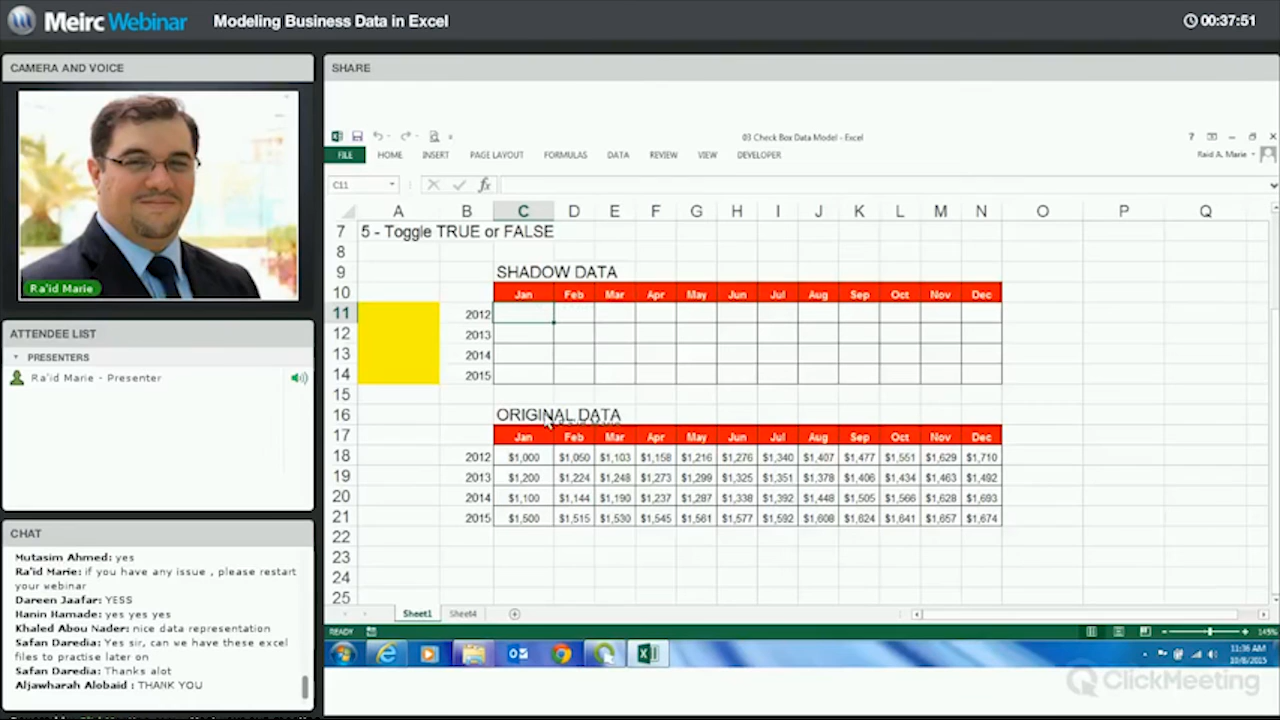 Meirc Webinar Modeling Business Data in Excel 00:37:51
CAMERA AND VOICE
Ra'id Marie
ATTENDEE LIST
PRESENTERS
Ra'id Marie - Presenter
CHAT
Mutasim Ahmed: yes
Ra'id Marie: if you have any issue , please restart
your webinar
Dareen Jaafar: YESS
Hanin Hamade: yes yes yes
Khaled Abou Nader: nice data representation
Safan Daredia: Yes sir, can we have these excel
files to practise later on
Safan Daredia: Thanks alot
Aljawharah Alobaid : THANK YOU
SHARE
03 Check Box Data Model - Excel
FILE HOME INSERT PAGE LAYOUT FORMULAS DATA REVIEW VIEW DEVELOPER Raid A. Marie
C11 fx
A B C D E F G H I J K L M N O P Q
7 5 - Toggle TRUE or FALSE
8
9 SHADOW DATA
10 Jan Feb Mar Apr May Jun Jul Aug Sep Oct Nov Dec
11 2012
12 2013
13 2014
14 2015
15
16 ORIGINAL DATA
17 Jan Feb Mar Apr May Jun Jul Aug Sep Oct Nov Dec
18 2012 $1,000 $1,050 $1,103 $1,158 $1,216 $1,276 $1,340 $1,407 $1,477 $1,551 $1,629 $1,710
19 2013 $1,200 $1,224 $1,248 $1,273 $1,299 $1,325 $1,351 $1,378 $1,406 $1,434 $1,463 $1,492
20 2014 $1,100 $1,144 $1,190 $1,237 $1,287 $1,338 $1,392 $1,448 $1,505 $1,566 $1,628 $1,693
21 2015 $1,500 $1,515 $1,530 $1,545 $1,561 $1,577 $1,592 $1,608 $1,624 $1,641 $1,657 $1,674
22
23
24
25
Sheet1 Sheet4
READY 145%
11:36 AM
10/6/2015
ClickMeeting